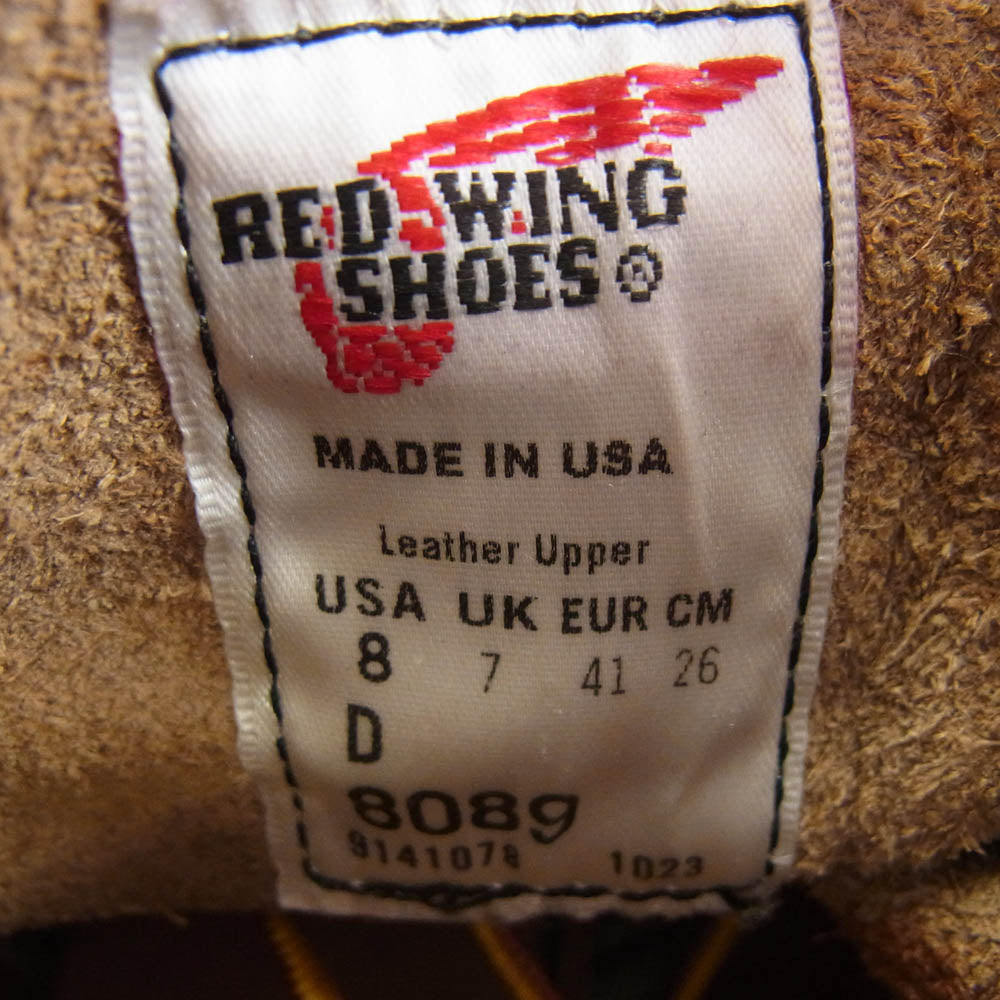 RED WING
SHOES ®
MADE IN USA
Leather Upper
USA UK EUR CM
8 7 41 26
D
8089
9141078 1023